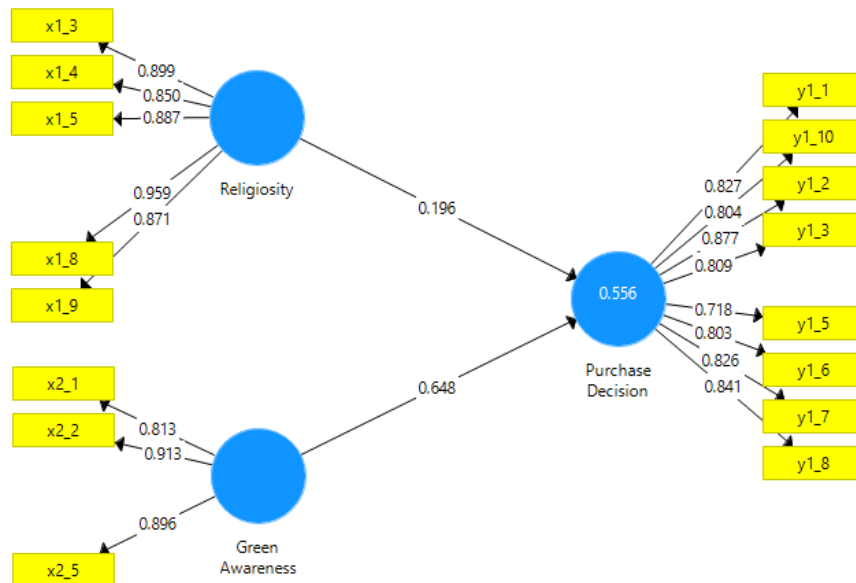 x1_3
x1_4
x1_5
0.899
0.850
0.887
0.959
0.871
x1_8
x1_9
Religiosity
0.196
x2_1
x2_2
0.813
0.913
0.896
x2_5
Green
Awareness
0.648
0.556
Purchase
Decision
0.827
0.804
0.877
0.809
0.718
0.803
0.826
0.841
y1_1
y1_10
y1_2
y1_3
y1_5
y1_6
y1_7
y1_8